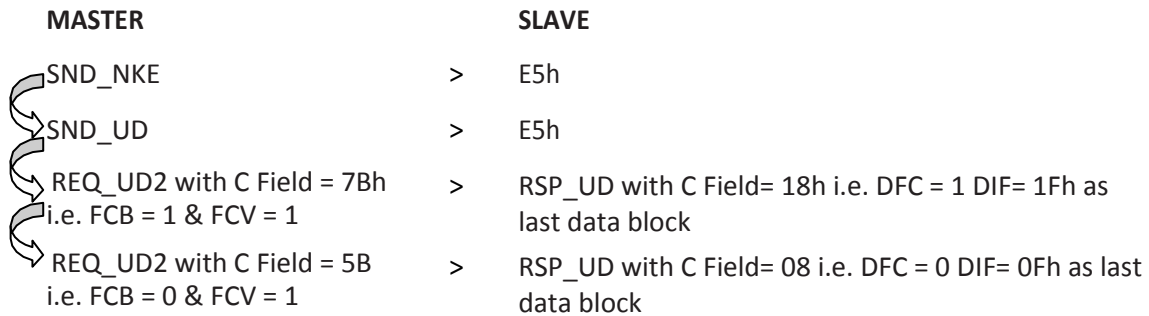 MASTER SLAVE
SND_NKE > E5h
SND_UD > E5h
REQ_UD2 with C Field = 7Bh > RSP_UD with C Field= 18h i.e. DFC = 1 DIF= 1Fh as
i.e. FCB = 1 & FCV = 1 last data block
REQ_UD2 with C Field = 5B > RSP_UD with C Field= 08 i.e. DFC = 0 DIF= 0Fh as last
i.e. FCB = 0 & FCV = 1 data block